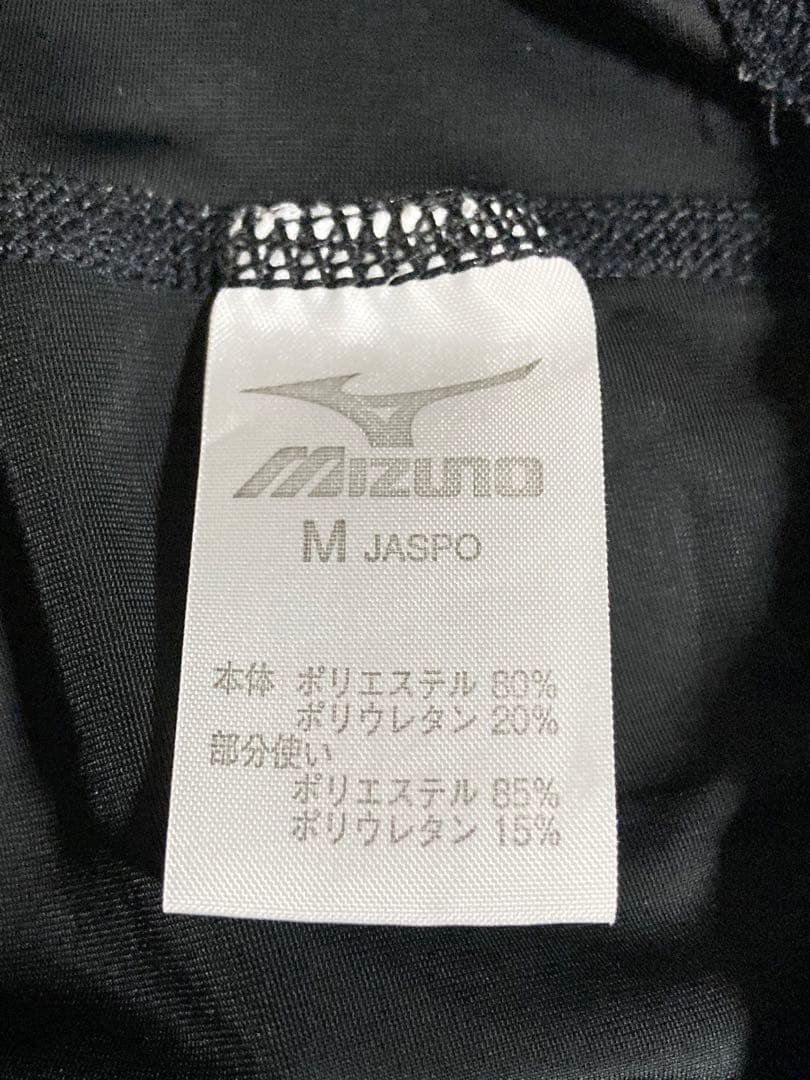 MIZUNO
M JASPO
本体 ポリエステル 80%
ポリウレタン 20%
部分使い
ポリエステル 85%
ポリウレタン 15%